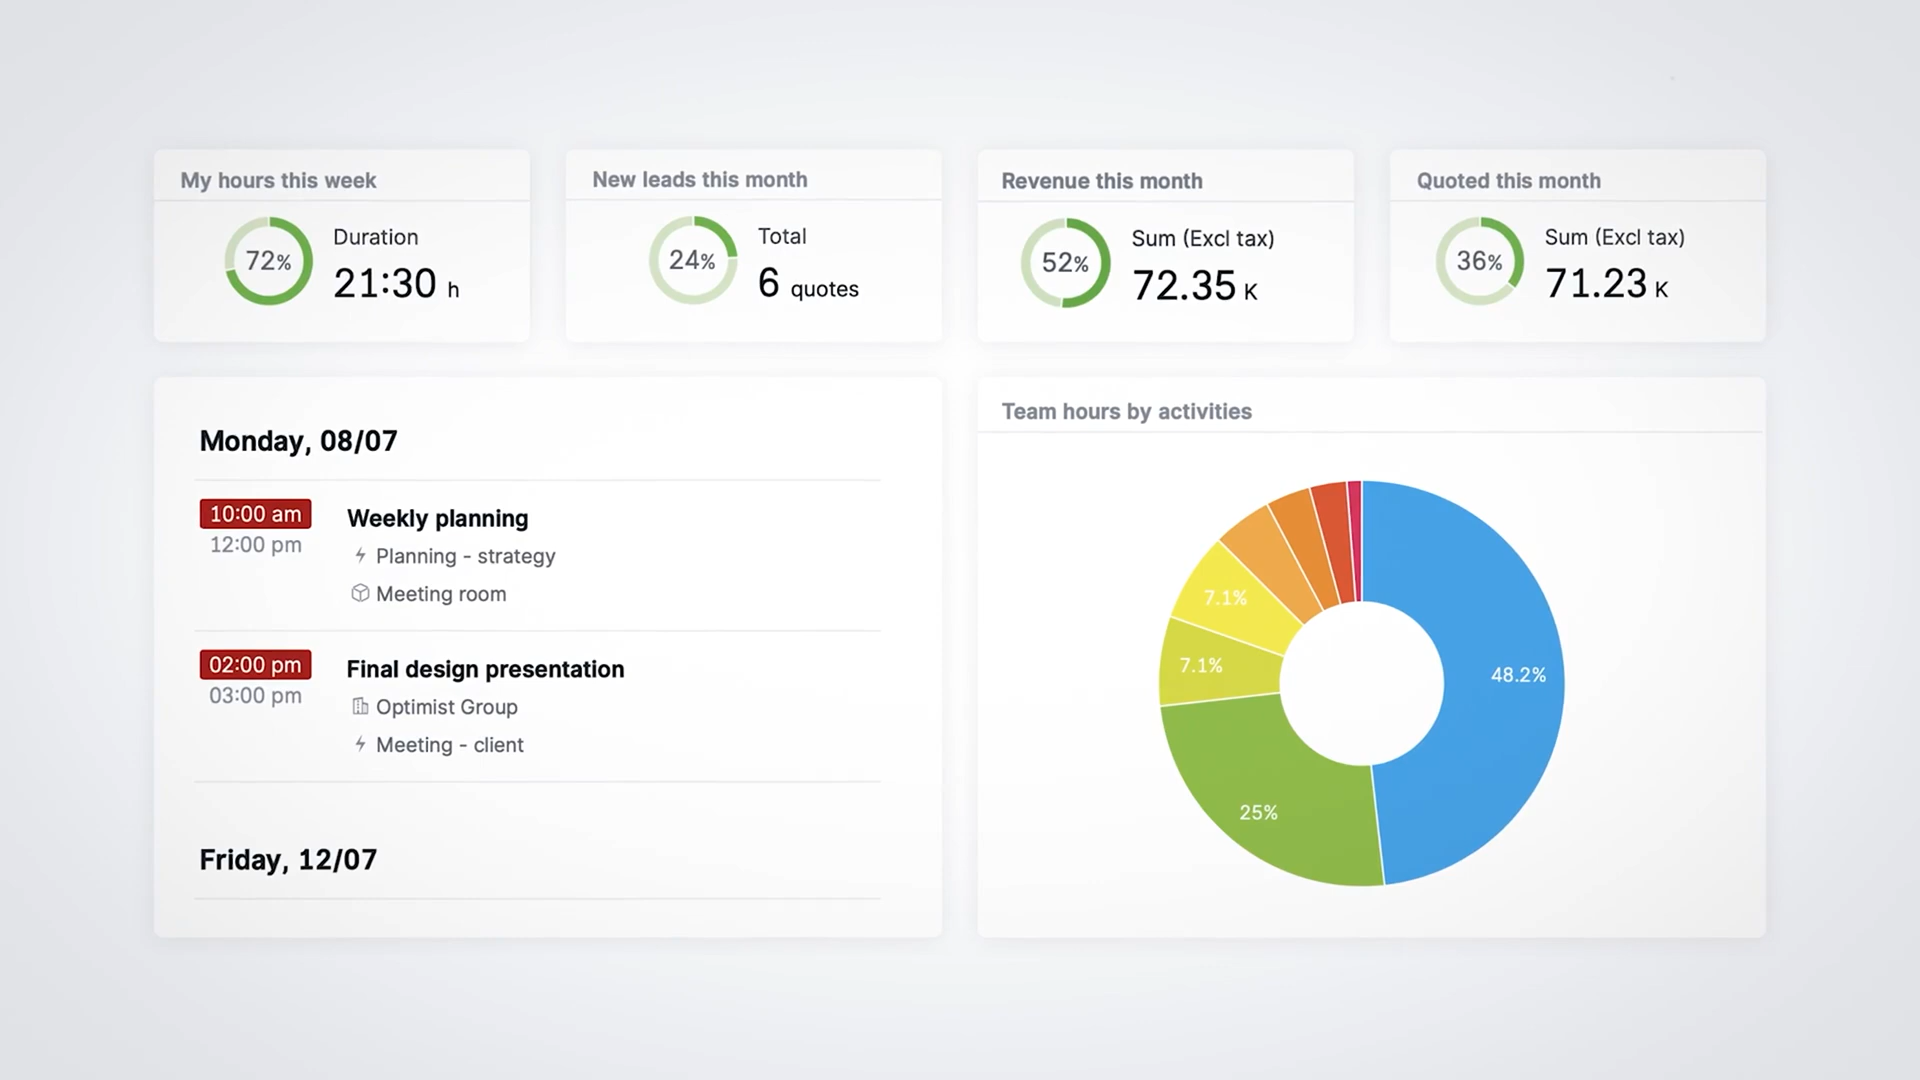 My hours this week
72%
Duration
21:30 h
New leads this month
24%
Total
6 quotes
Revenue this month
52%
Sum (Excl tax)
72.35 K
Quoted this month
36%
Sum (Excl tax)
71.23 K
Monday, 08/07
10:00 am
12:00 pm
Weekly planning
Planning - strategy
Meeting room
02:00 pm
03:00 pm
Final design presentation
Optimist Group
Meeting - client
Friday, 12/07
Team hours by activities
7.1%
7.1%
48.2%
25%